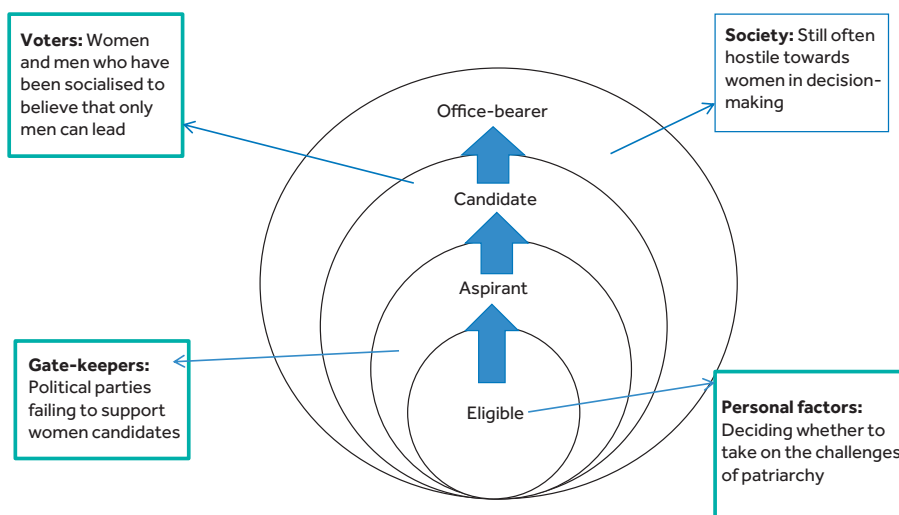 Voters: Women
and men who have
been socialised to
believe that only
men can lead
Society: Still often
hostile towards
women in decision-
making
Office-bearer
Candidate
Asprant
Eligible
Gate-keepers:
Political parties
failing to support
women candidates
Personal factors:
Deciding whether to
take on the challenges
of patriarchy